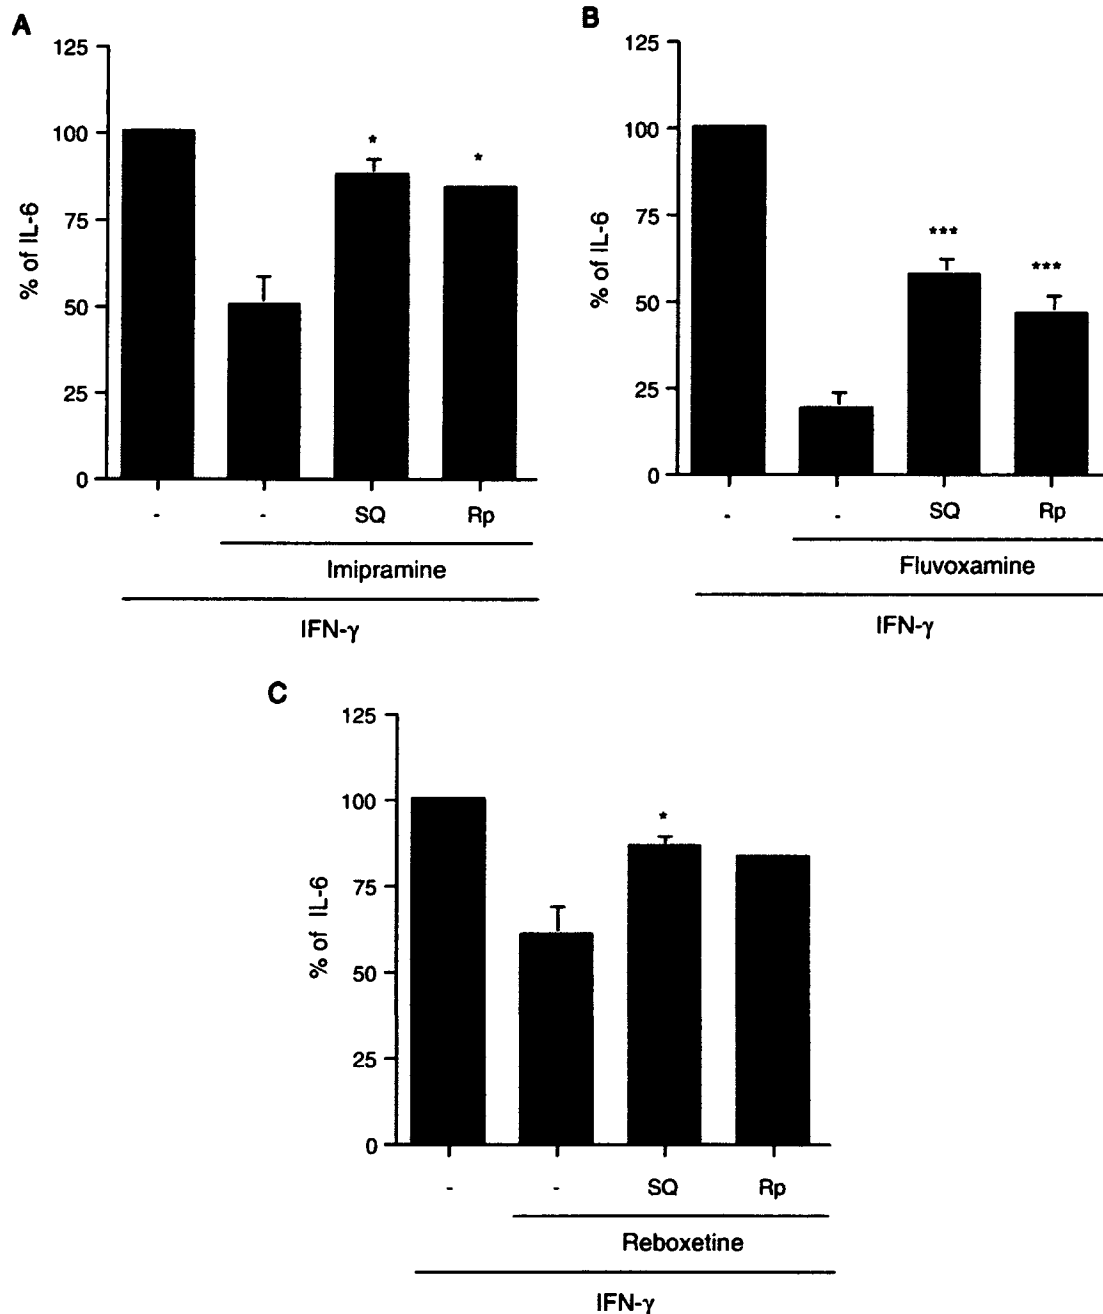 A
125
100
75
50
25
0
% of IL-6
*
*
- - SQ Rp
Imipramine
IFN-γ
B
125
100
75
50
25
0
% of IL-6
***
***
- - SQ Rp
Fluvoxamine
IFN-γ
C
125
100
75
50
25
0
% of IL-6
*
- - SQ Rp
Reboxetine
IFN-γ